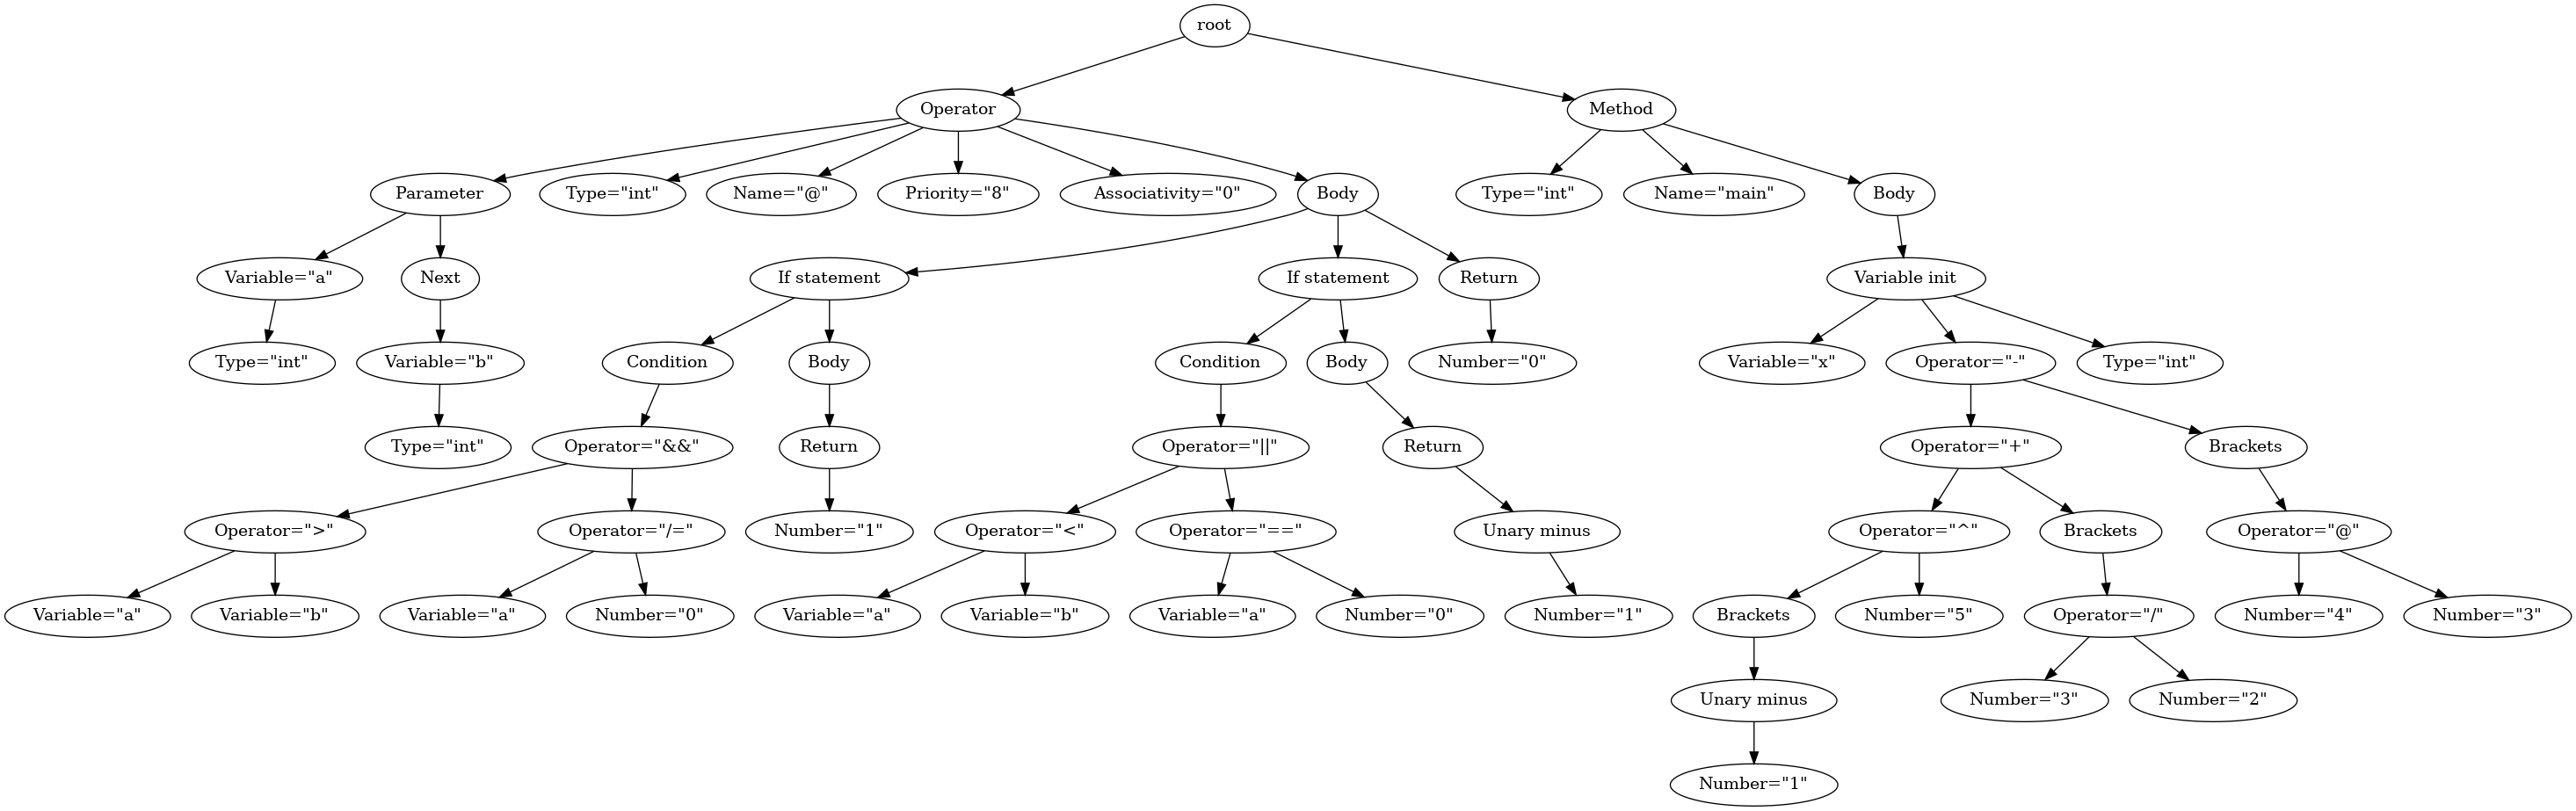 root
Operator
Method
Parameter
Type="int"
Name="@"
Priority="8"
Associativity="0"
Body
Type="int"
Name="main"
Body
Variable="a"
Next
If statement
If statement
Return
Variable init
Type="int"
Variable="b"
Condition
Body
Condition
Body
Number="0"
Variable="x"
Operator="-"
Type="int"
Type="int"
Operator="&&"
Return
Operator="||"
Return
Operator="+"
Brackets
Operator=">"
Operator="/="
Number="1"
Operator="<"
Operator="=="
Unary minus
Operator="^"
Brackets
Operator="@"
Variable="a"
Variable="b"
Variable="a"
Number="0"
Variable="a"
Variable="b"
Variable="a"
Number="0"
Number="1"
Brackets
Number="5"
Operator="/"
Number="4"
Number="3"
Unary minus
Number="3"
Number="2"
Number="1"